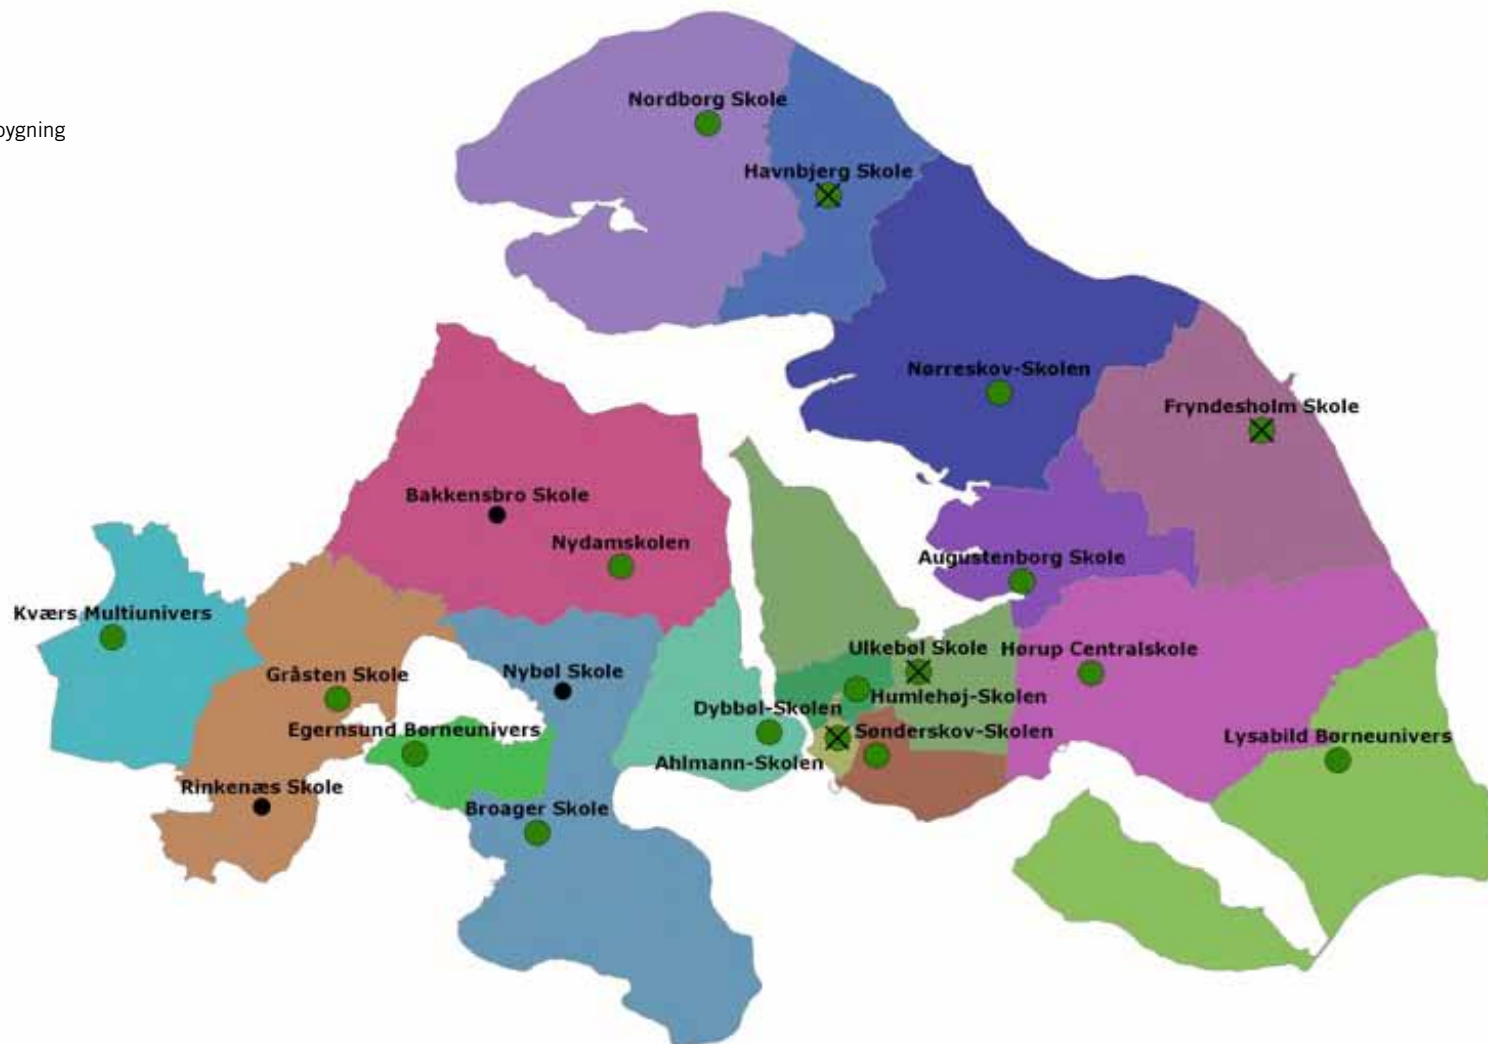 Nordborg Skole
bygning
Havnbjerg Skole
Nørreskov-Skolen
Fryndesholm Skole
Bakkensbro Skole
Nydamskolen
Augustenborg Skole
Kværs Multiunivers
Ulkebøl Skole
Hørup Centralskole
Nybøl Skole
Gråsten Skole
Humlehøj-Skolen
Dybbøl-Skolen
Egernsund Børneunivers
Sønderskov-Skolen
Lysabild Børneunivers
Ahlmann-Skolen
Rinkenæs Skole
Broager Skole